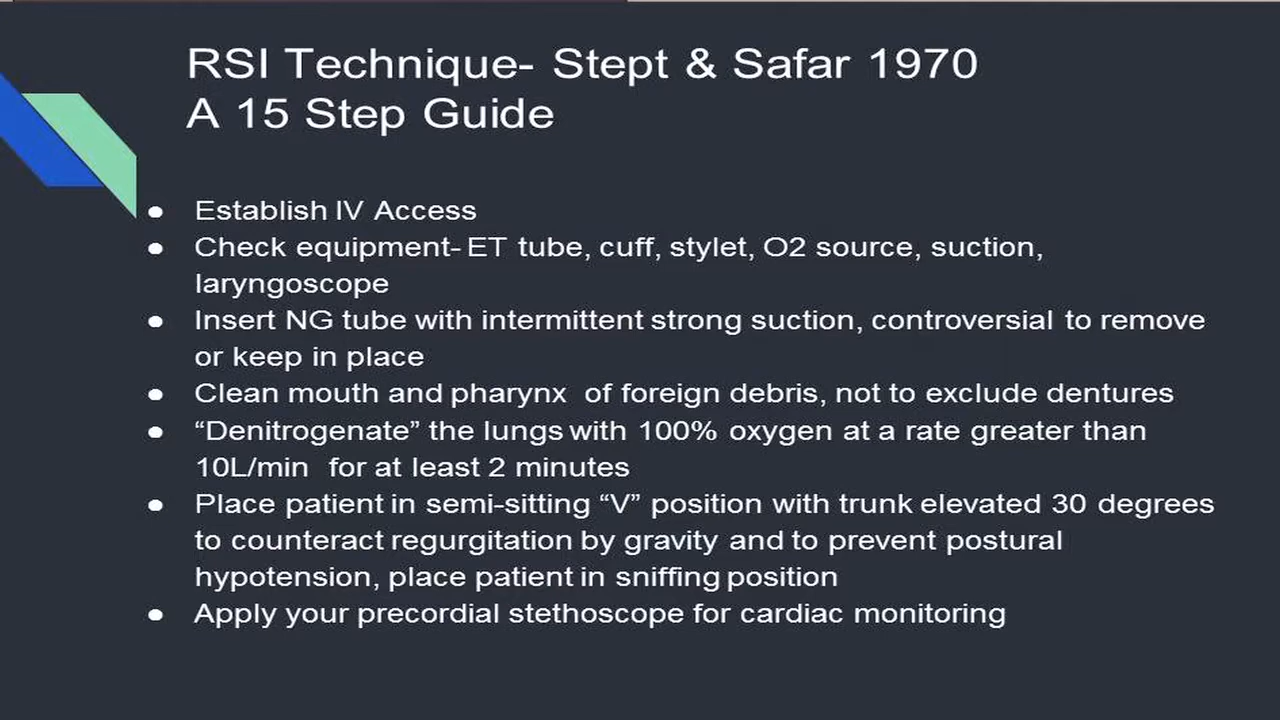 RSI Technique- Stept & Safar 1970
A 15 Step Guide
● Establish IV Access
● Check equipment- ET tube, cuff, stylet, O2 source, suction,
laryngoscope
● Insert NG tube with intermittent strong suction, controversial to remove
or keep in place
● Clean mouth and pharynx of foreign debris, not to exclude dentures
● “Denitrogenate” the lungs with 100% oxygen at a rate greater than
10L/min for at least 2 minutes
● Place patient in semi-sitting “V” position with trunk elevated 30 degrees
to counteract regurgitation by gravity and to prevent postural
hypotension, place patient in sniffing position
● Apply your precordial stethoscope for cardiac monitoring